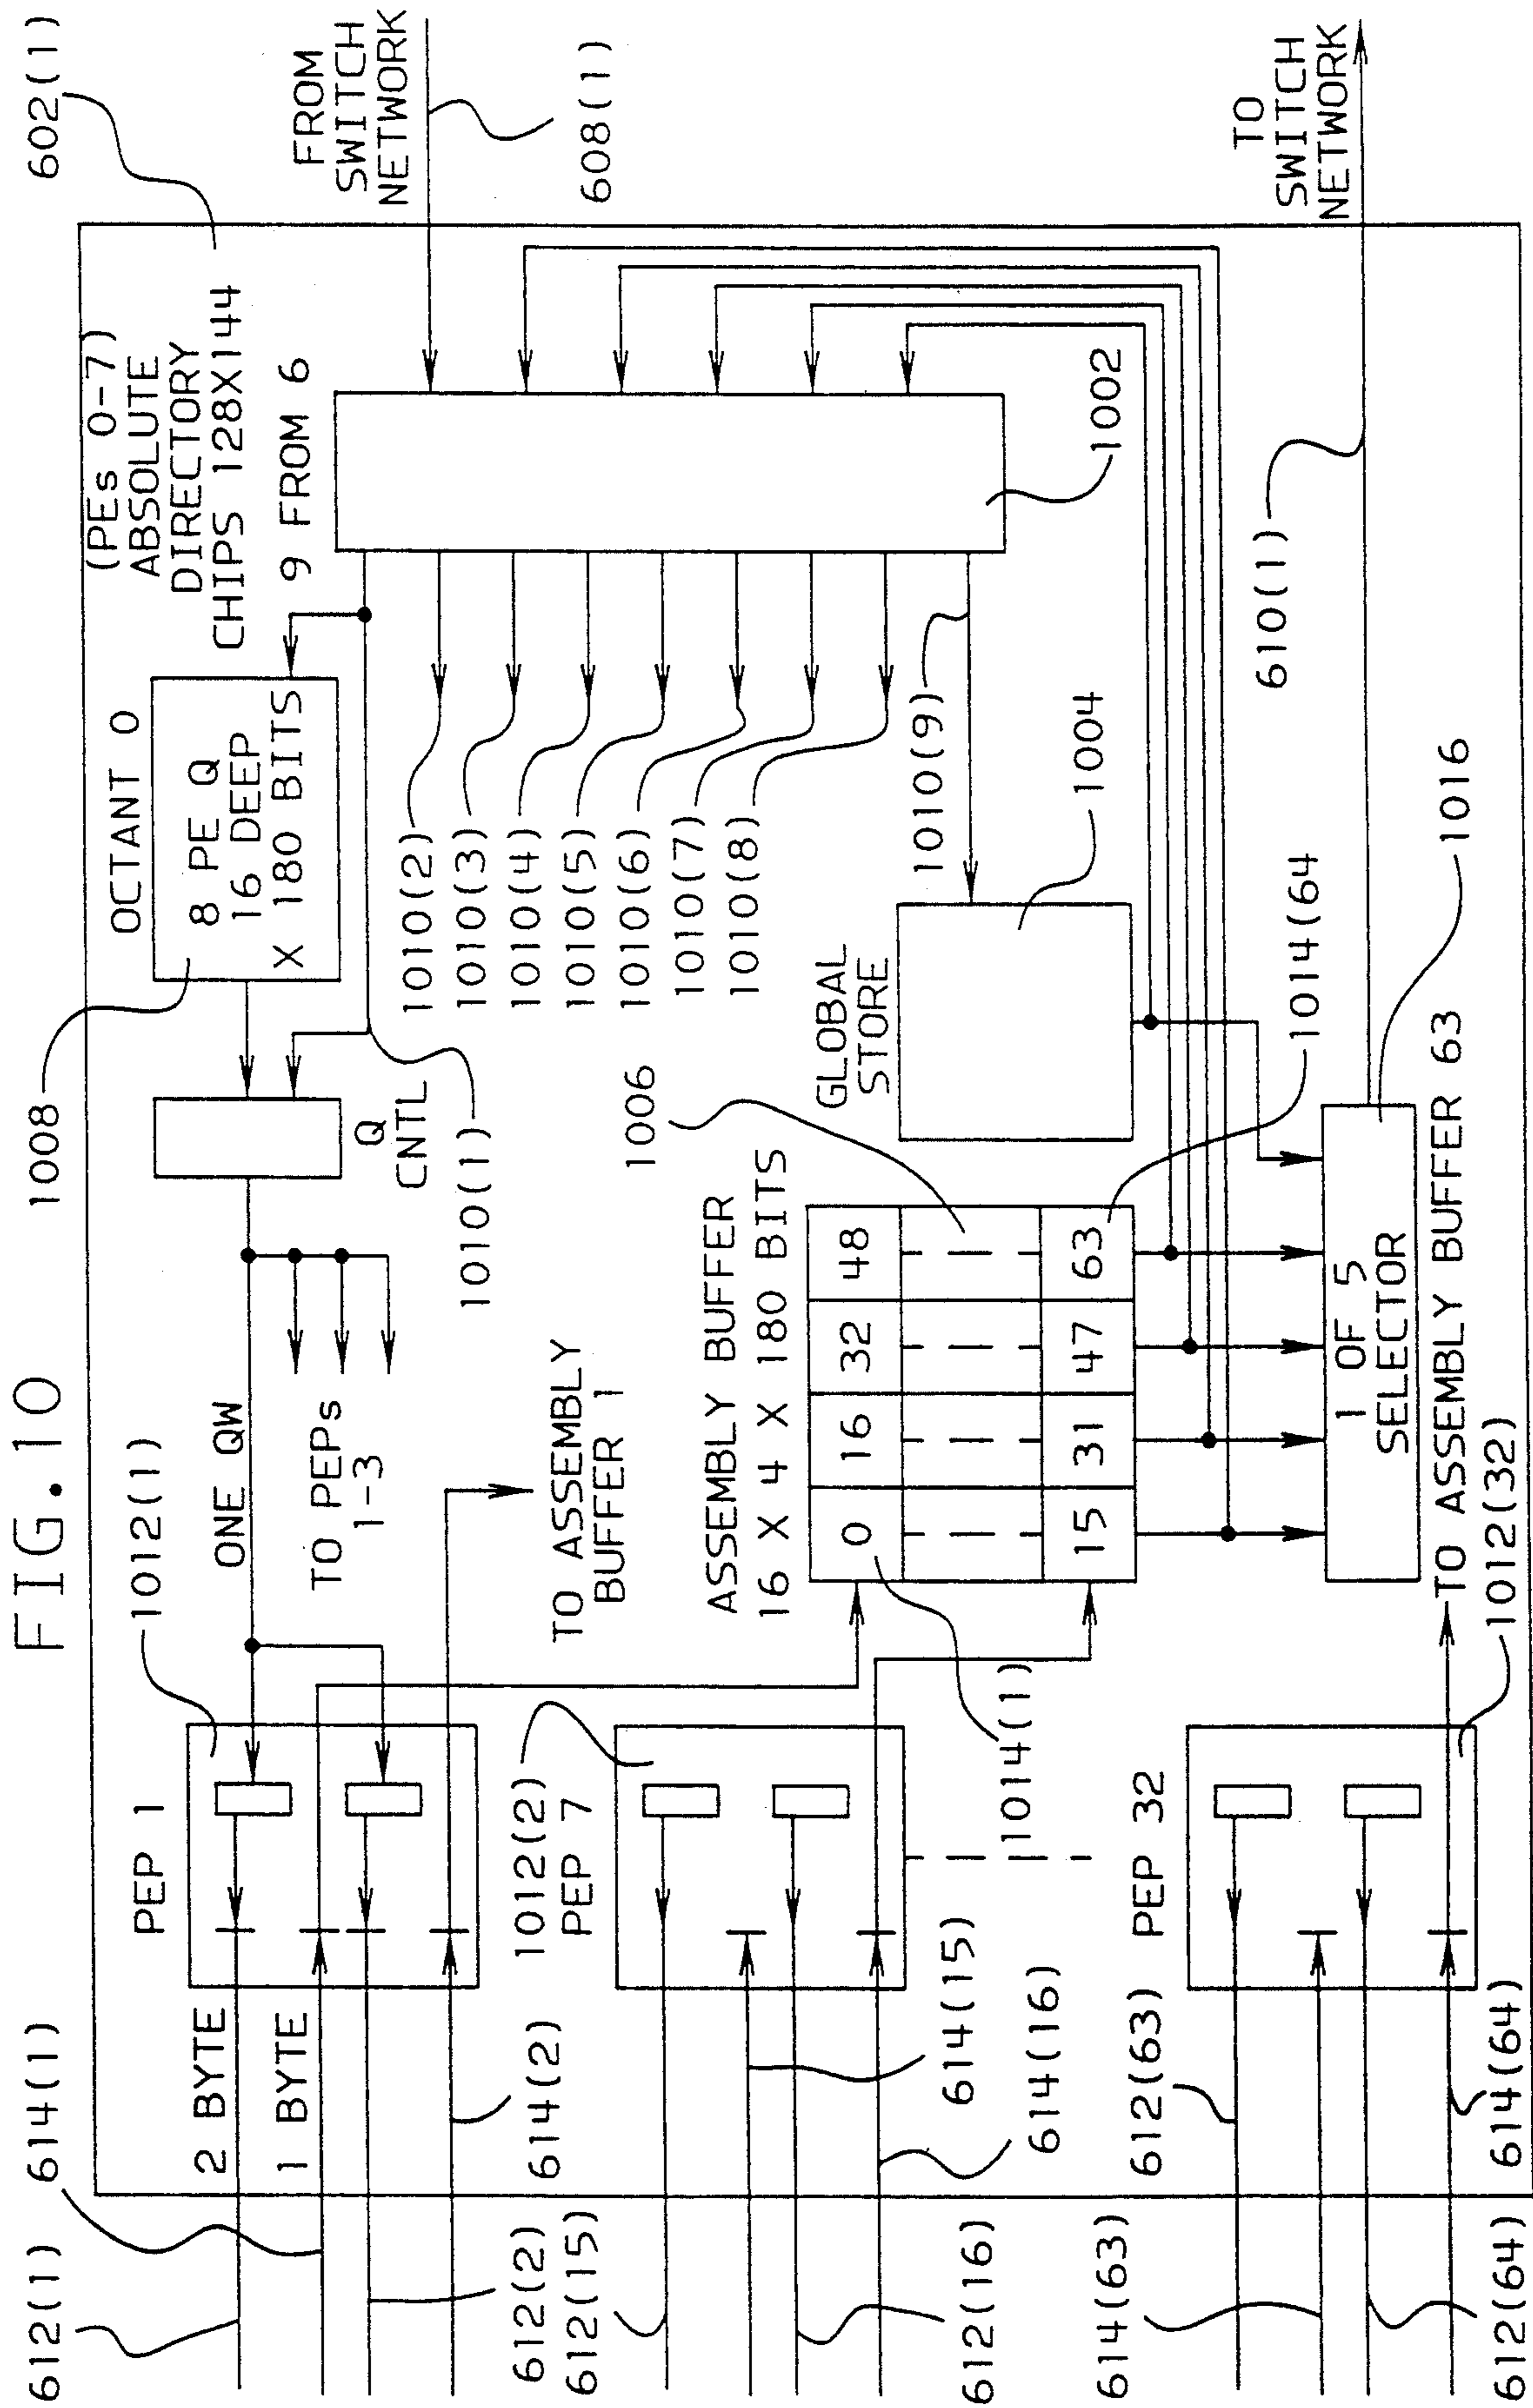 FIG.10
602(1)
FROM
SWITCH
NETWORK
608(1)
(PEs 0-7)
ABSOLUTE
DIRECTORY
CHIPS 128X144
9 FROM 6
1002
OCTANT 0
8 PE Q
16 DEEP
X 180 BITS
1008
Q
CNTL
1010(1)
1010(2)
1010(3)
1010(4)
1010(5)
1010(6)
1010(7)
1010(8)
1010(9)
1004
GLOBAL
STORE
ONE QW
TO PEPs
1-3
1012(1)
PEP 1
2 BYTE
1 BYTE
612(1)
614(1)
612(2)
614(2)
TO ASSEMBLY
BUFFER 1
ASSEMBLY BUFFER
16 X 4 X 180 BITS
1006
0 16 32 48
15 31 47 63
1014(1)
1014(64
1012(2)
PEP 7
612(15)
614(15)
612(16)
614(16)
1 OF 5
SELECTOR
1016
610(1)
TO
SWITCH
NETWORK
TO ASSEMBLY BUFFER 63
1012(32)
PEP 32
612(63)
614(63)
612(64)
614(64)